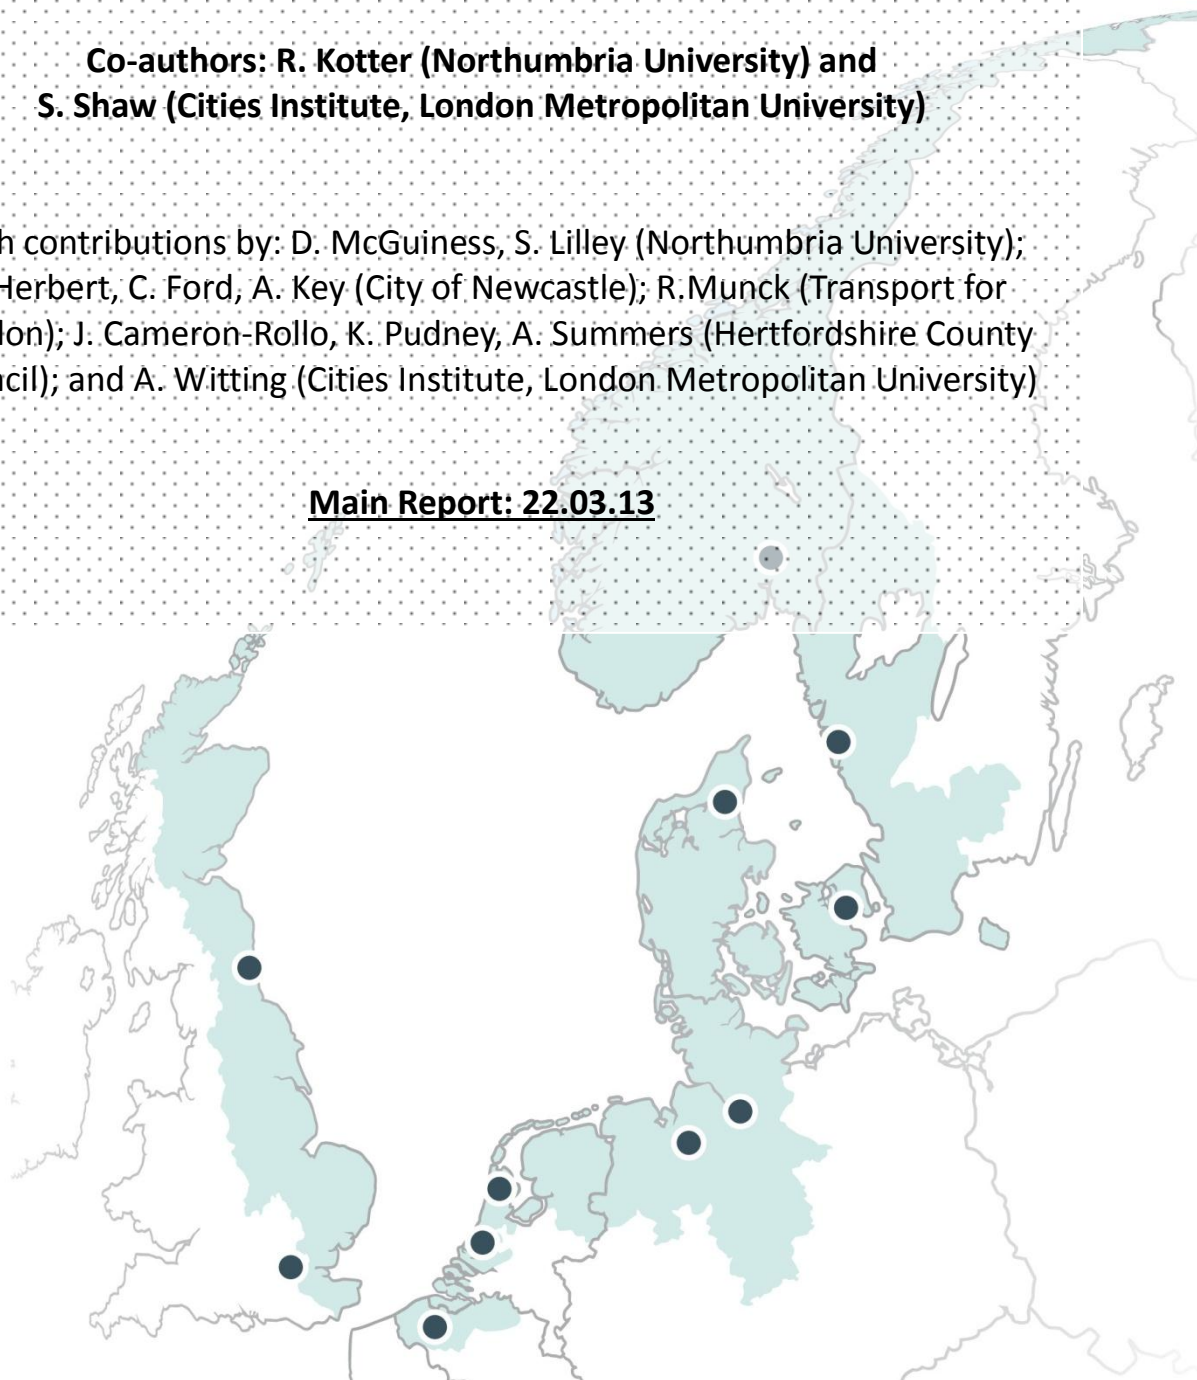 Co-authors: R. Kotter (Northumbria University) and
S. Shaw (Cities Institute, London Metropolitan University)
contributions by: D. McGuiness, S. Lilley (Northumbria University);
Herbert, C. Ford, A. Key (City of Newcastle); R.Munck (Transport for
J. Cameron-Rollo, K. Pudney, A. Summers (Hertfordshire County
and A. Witting (Cities Institute, London Metropolitan University)
Main Report: 22.03.13